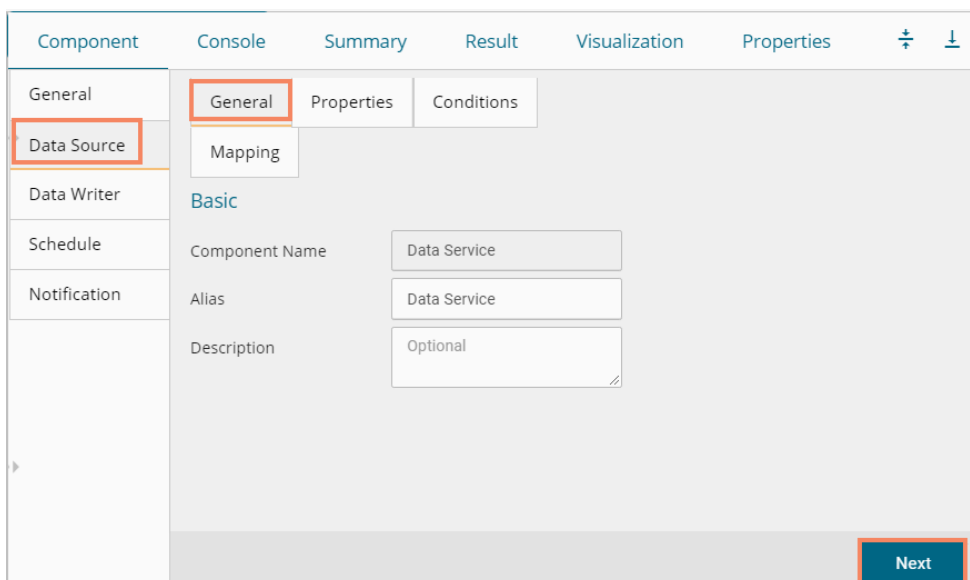 Component Console Summary Result Visualization Properties
General
Data Source
Data Writer
Schedule
Notification
General Properties Conditions
Mapping
Basic
Component Name Data Service
Alias Data Service
Description Optional
Next